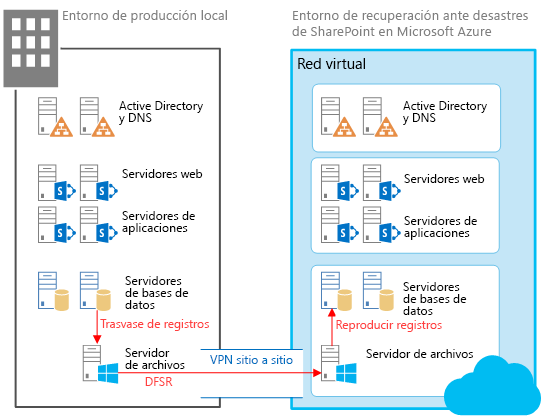 Entorno de producción local
Entorno de recuperación ante desastres
de SharePoint en Microsoft Azure
Red virtual
Active Directory
y DNS
Servidores web
Servidores de
aplicaciones
Servidores
de bases de
datos
Trasvase de registros
Servidor
de archivos
DFSR
VPN sitio a sitio
Active Directory
y DNS
Servidores web
Servidores de
aplicaciones
Servidores
de bases de
datos
Reproducir registros
Servidor de archivos